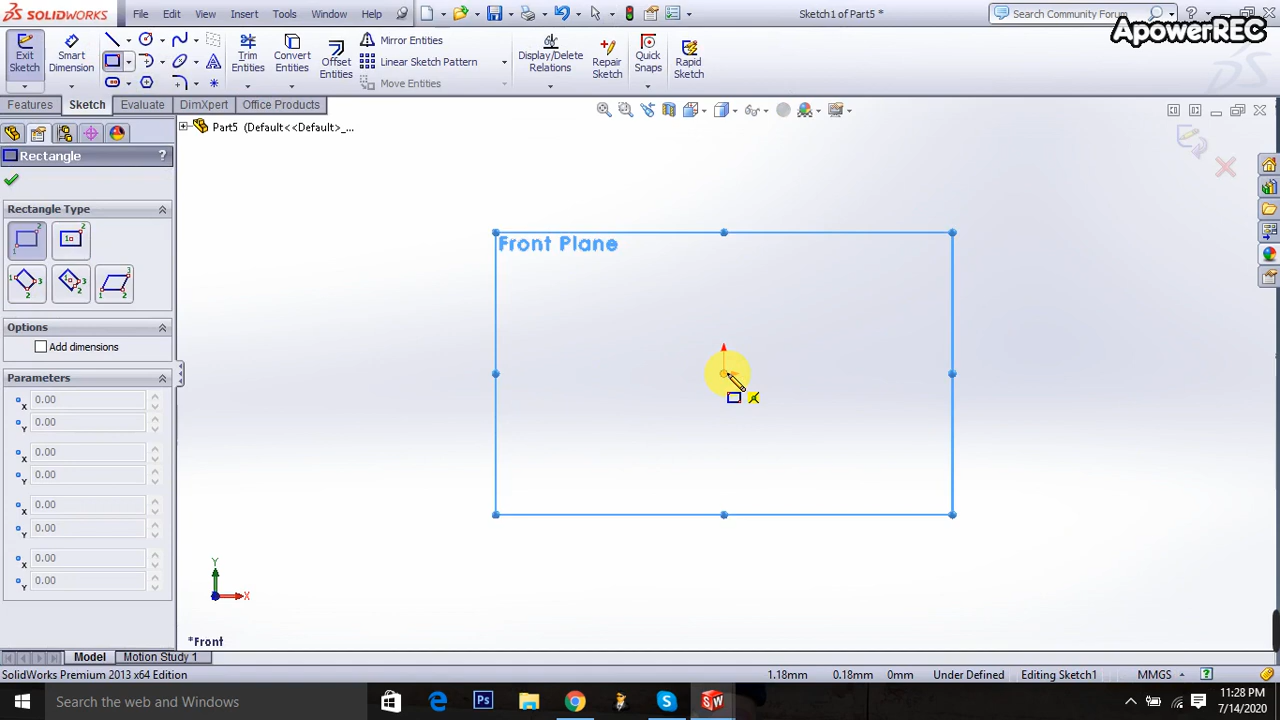 SOLIDWORKS File Edit View Insert Tools Window Help Sketch1 of Part5 * Search Community Forum
ApowerREC
Exit Sketch
Smart Dimension
Trim Entities
Convert Entities
Offset Entities
Mirror Entities
Linear Sketch Pattern
Move Entities
Display/Delete Relations
Repair Sketch
Quick Snaps
Rapid Sketch
Features Sketch Evaluate DimXpert Office Products
Part5 (Default<<Default>_...
Rectangle ?
Rectangle Type
Options
Add dimensions
Parameters
0.00
0.00
0.00
0.00
0.00
0.00
0.00
0.00
Front Plane
Y
X
*Front
Model Motion Study 1
SolidWorks Premium 2013 x64 Edition 1.18mm 0.18mm 0mm Under Defined Editing Sketch1 MMGS
Search the web and Windows
11:28 PM
7/14/2020